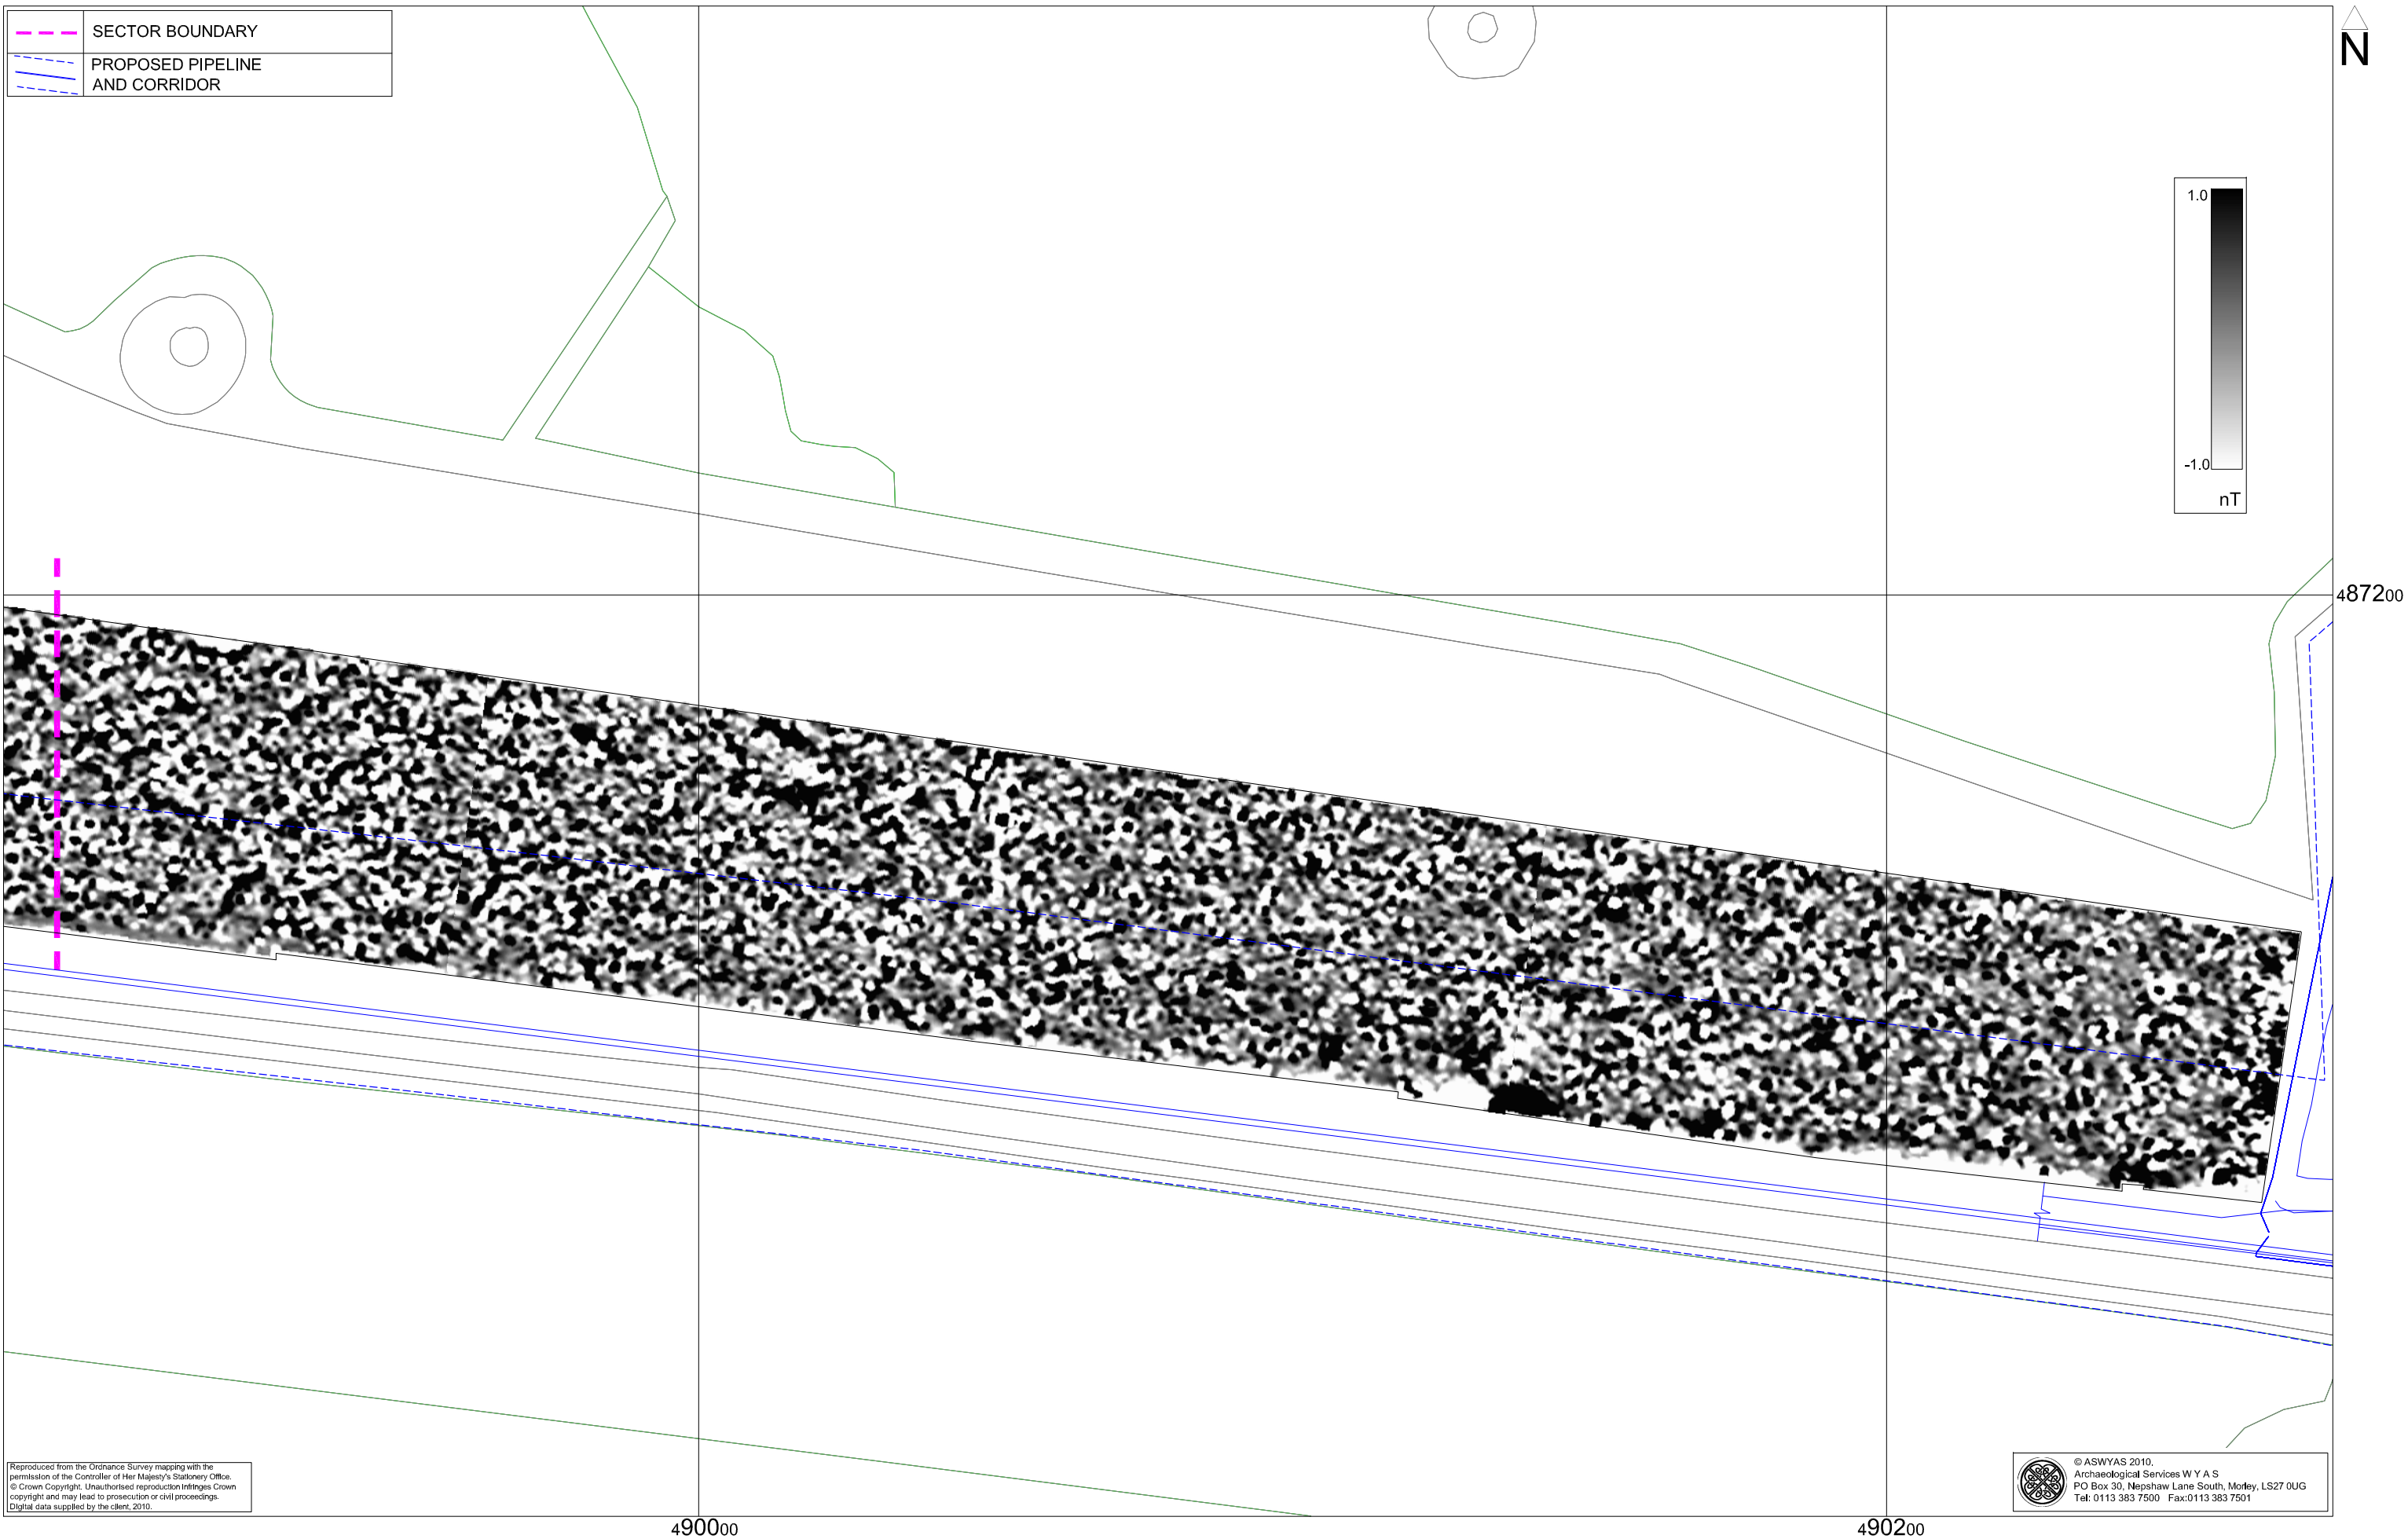 SECTOR BOUNDARY
PROPOSED PIPELINE
AND CORRIDOR
N
1.0
-1.0
nT
487200
Reproduced from the Ordnance Survey mapping with the
permission of the Controller of Her Majesty's Stationery Office.
© Crown Copyright. Unauthorised reproduction infringes Crown
copyright and may lead to prosecution or civil proceedings.
Digital data supplied by the client, 2010.
© ASWYAS 2010.
Archaeological Services W Y A S
PO Box 30, Nepshaw Lane South, Morley, LS27 0UG
Tel: 0113 383 7500 Fax:0113 383 7501
490000
490200